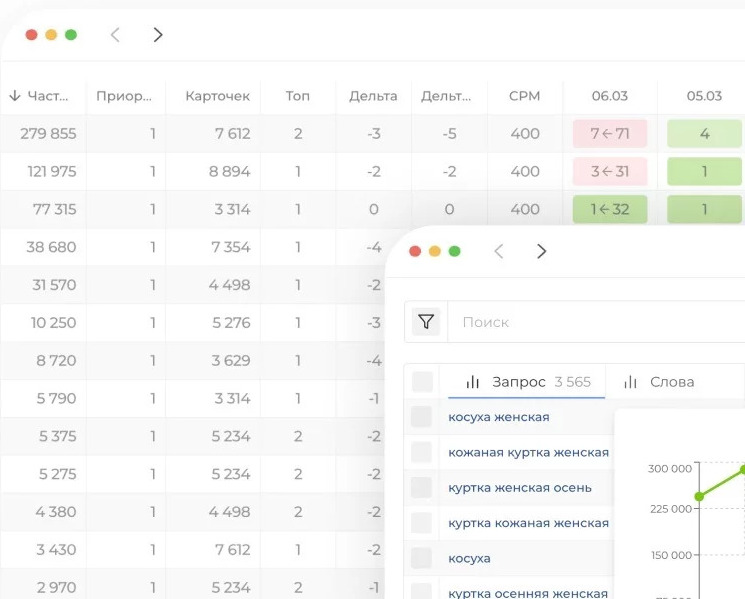 ↓ Част... Приор... Карточек Топ Дельта Дельт... CPM 06.03 05.03
279 855 1 7 612 2 -3 -5 400 7←71 4
121 975 1 8 894 1 -2 -2 400 3←31 1
77 315 1 3 314 1 0 0 400 1←32 1
38 680 1 7 354 1 -4
31 570 1 4 498 1 -2
10 250 1 5 276 1 -3
8 720 1 3 629 1 -4
5 790 1 3 314 1 -1
5 375 1 5 234 2 -2
5 275 1 5 234 2 -2
4 380 1 4 498 2 -2
3 430 1 7 612 1 -2
2 970 1 5 234 2 -1
Поиск
Запрос 3 565 Слова
косуха женская
кожаная куртка женская
куртка женская осень
куртка кожаная женская
косуха
куртка осенняя женская
300 000
225 000
150 000